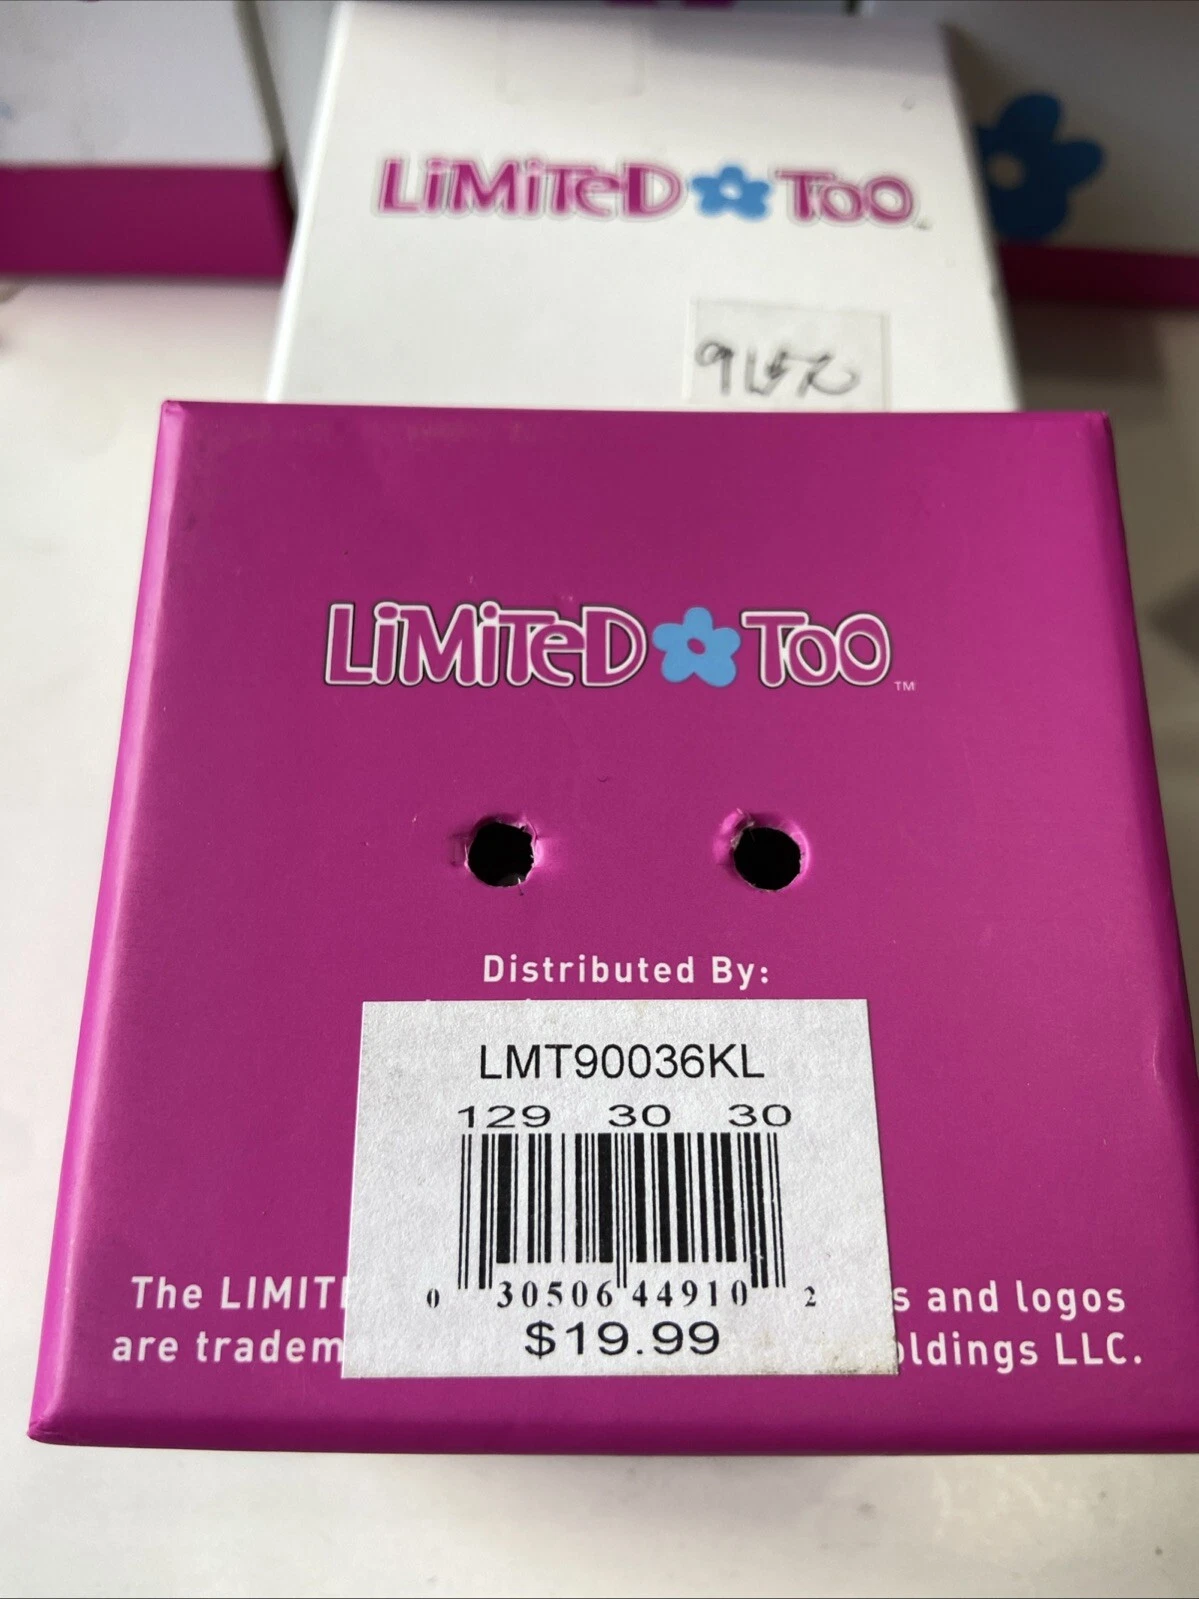 LiMiTeD TOO
LiMiTeD TOO TM
Distributed By:
LMT90036KL
129 30 30
0 30506 44910 2
$19.99
The LIMIT s and logos
are tradem oldings LLC.